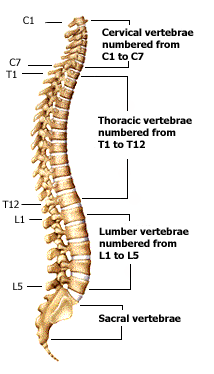 C1
Cervical vertebrae
numbered from
C1 to C7
C7
T1
Thoracic vertebrae
numbered from
T1 to T12
T12
L1
Lumber vertebrae
numbered from
L1 to L5
L5
Sacral vertebrae